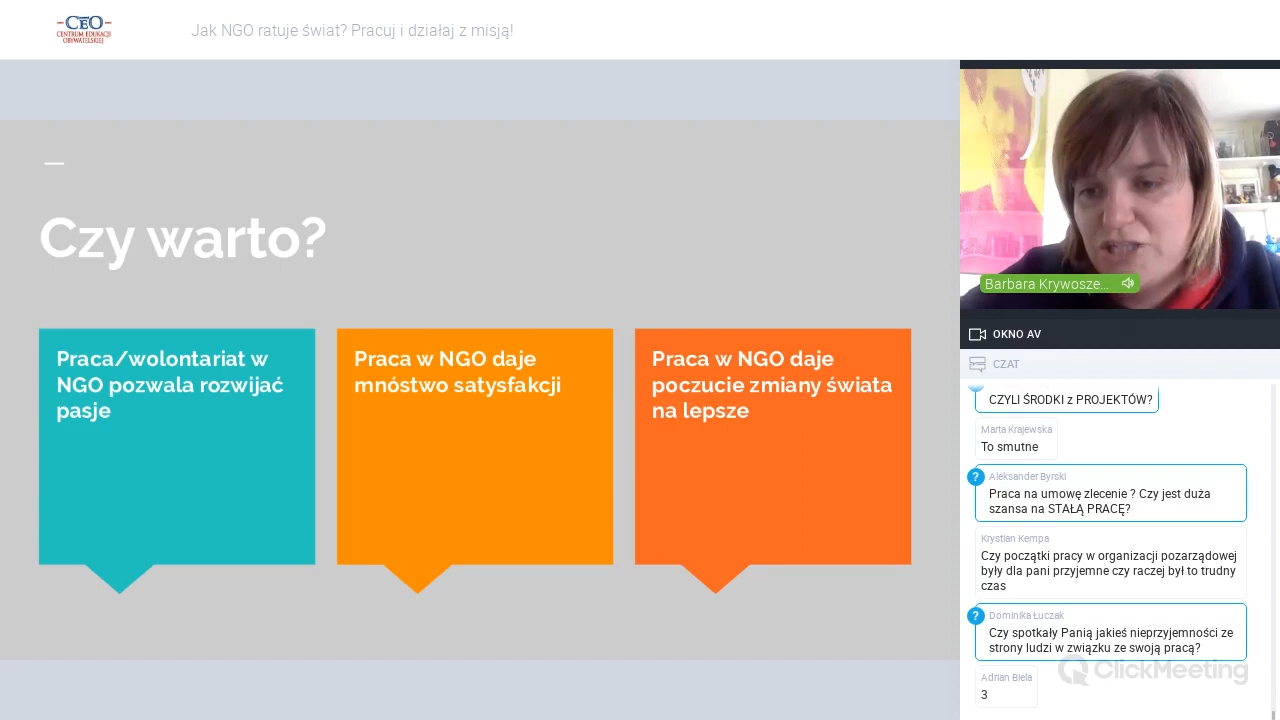 CEO
CENTRUM EDUKACJI
OBYWATELSKIEJ
Jak NGO ratuje świat? Pracuj i działaj z misją!
Czy warto?
Praca/wolontariat w
NGO pozwala rozwijać
pasje
Praca w NGO daje
mnóstwo satysfakcji
Praca w NGO daje
poczucie zmiany świata
na lepsze
Barbara Krywosze...
OKNO AV
CZAT
CZYLI ŚRODKI z PROJEKTÓW?
Marta Krajewska
To smutne
?
Aleksander Byrski
Praca na umowę zlecenie ? Czy jest duża
szansa na STAŁĄ PRACĘ?
Krystian Kempa
Czy początki pracy w organizacji pozarządowej
były dla pani przyjemne czy raczej był to trudny
czas
?
Dominika Łuczak
Czy spotkały Panią jakieś nieprzyjemności ze
strony ludzi w związku ze swoją pracą?
ClickMeeting
Adrian Biela
3